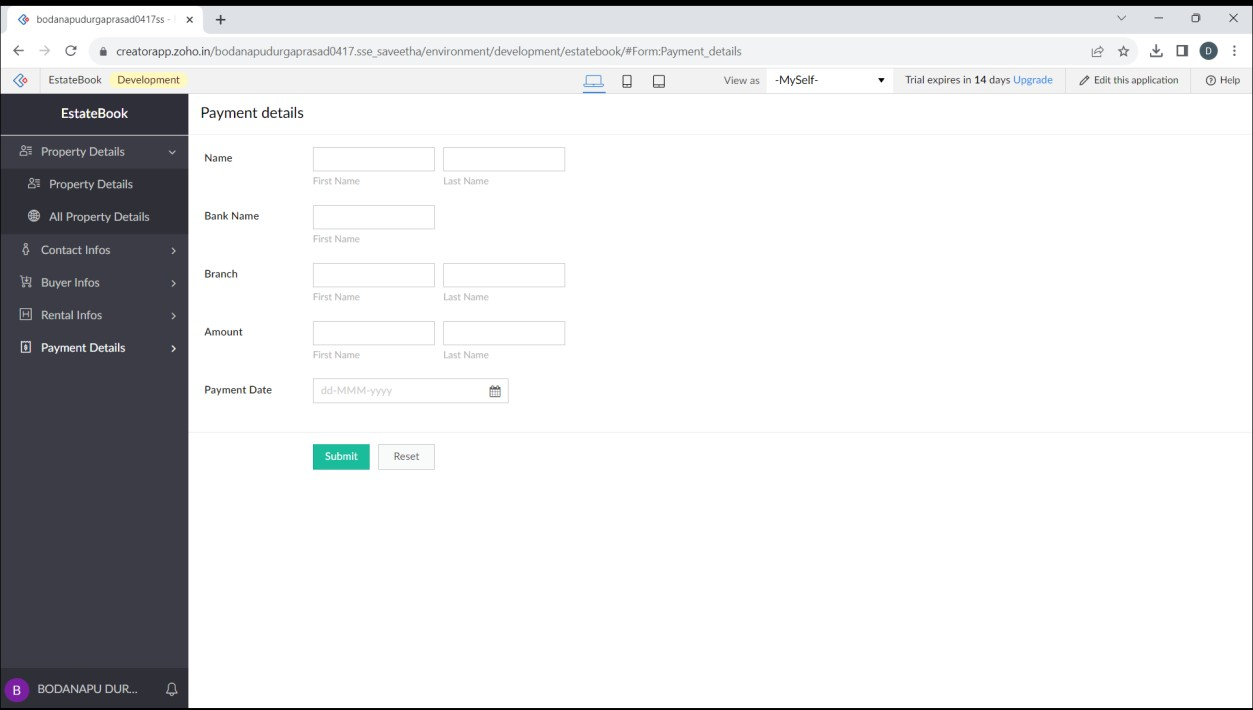 bodanapudurgaprasad0417ss -
creatorapp.zoho.in/bodanapudurgaprasad0417.sse_saveetha/environment/development/estatebook/#Form:Payment_details
D
EstateBook Development
View as -MySelf-
Trial expires in 14 days Upgrade
Edit this application
Help
EstateBook
Property Details
Property Details
All Property Details
Contact Infos
Buyer Infos
Rental Infos
Payment Details
B BODANAPU DUR...
Payment details
Name
First Name Last Name
Bank Name
First Name
Branch
First Name Last Name
Amount
First Name Last Name
Payment Date dd-MMM-yyyy
Submit Reset